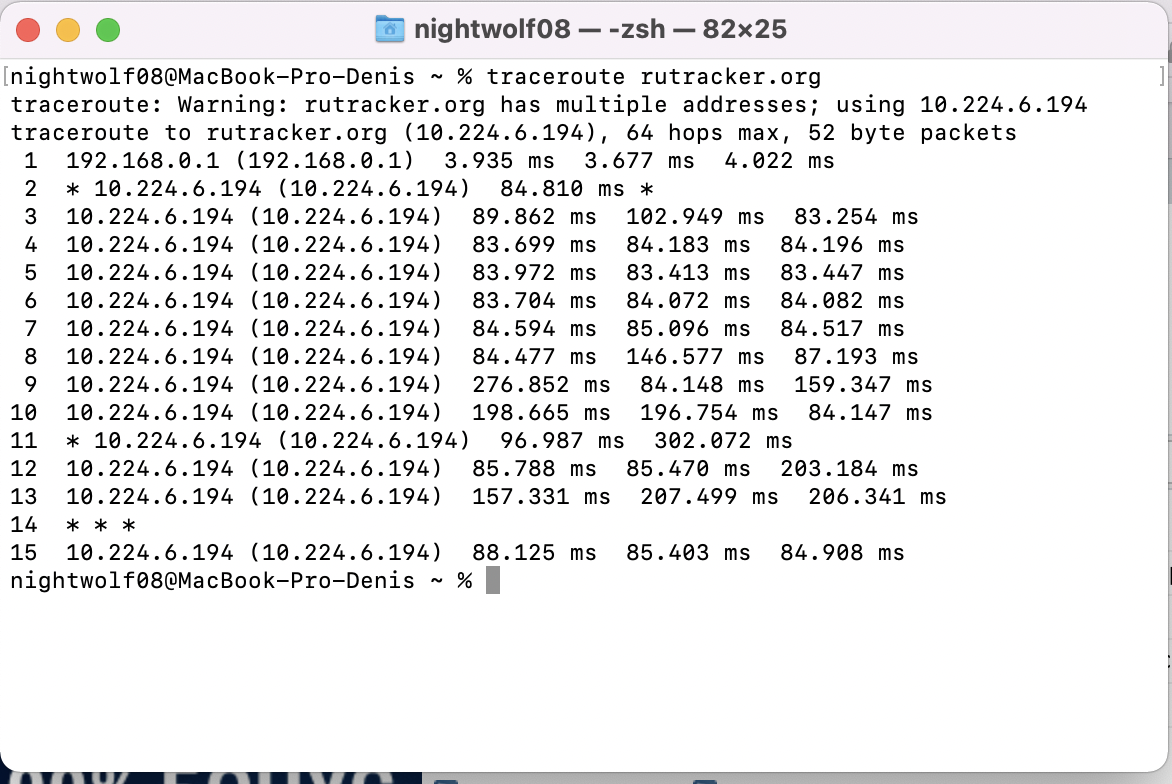 nightwolf08 — -zsh — 82×25
[nightwolf08@MacBook-Pro-Denis ~ % traceroute rutracker.org ]
traceroute: Warning: rutracker.org has multiple addresses; using 10.224.6.194
traceroute to rutracker.org (10.224.6.194), 64 hops max, 52 byte packets
 1  192.168.0.1 (192.168.0.1)  3.935 ms  3.677 ms  4.022 ms
 2  * 10.224.6.194 (10.224.6.194)  84.810 ms *
 3  10.224.6.194 (10.224.6.194)  89.862 ms  102.949 ms  83.254 ms
 4  10.224.6.194 (10.224.6.194)  83.699 ms  84.183 ms  84.196 ms
 5  10.224.6.194 (10.224.6.194)  83.972 ms  83.413 ms  83.447 ms
 6  10.224.6.194 (10.224.6.194)  83.704 ms  84.072 ms  84.082 ms
 7  10.224.6.194 (10.224.6.194)  84.594 ms  85.096 ms  84.517 ms
 8  10.224.6.194 (10.224.6.194)  84.477 ms  146.577 ms  87.193 ms
 9  10.224.6.194 (10.224.6.194)  276.852 ms  84.148 ms  159.347 ms
10  10.224.6.194 (10.224.6.194)  198.665 ms  196.754 ms  84.147 ms
11  * 10.224.6.194 (10.224.6.194)  96.987 ms  302.072 ms
12  10.224.6.194 (10.224.6.194)  85.788 ms  85.470 ms  203.184 ms
13  10.224.6.194 (10.224.6.194)  157.331 ms  207.499 ms  206.341 ms
14  * * *
15  10.224.6.194 (10.224.6.194)  88.125 ms  85.403 ms  84.908 ms
nightwolf08@MacBook-Pro-Denis ~ %